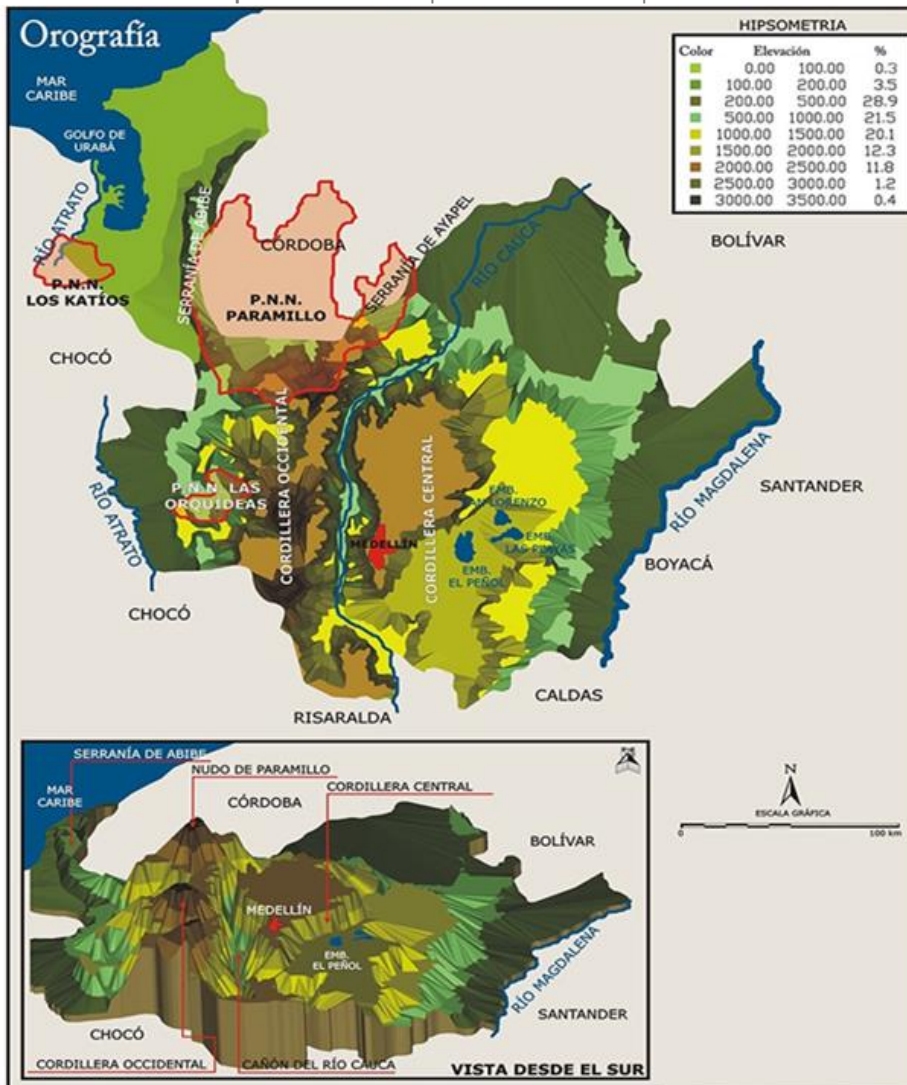 Orografía
HIPSOMETRIA
Color Elevación %
0.00 100.00 0.3
100.00 200.00 3.5
200.00 500.00 28.9
500.00 1000.00 21.5
1000.00 1500.00 20.1
1500.00 2000.00 12.3
2000.00 2500.00 11.8
2500.00 3000.00 1.2
3000.00 3500.00 0.4
MAR
CARIBE
GOLFO DE
URABÁ
RÍO ATRATO
P.N.N.
LOS KATÍOS
SERRANÍA DE ABIBE
CÓRDOBA
P.N.N.
PARAMILLO
SERRANÍA DE AYAPEL
RÍO CAUCA
BOLÍVAR
CHOCÓ
RÍO ATRATO
P.N.N. LAS
ORQUÍDEAS
CORDILLERA OCCIDENTAL
MEDELLÍN
CORDILLERA CENTRAL
EMB.
LORENZO
EMB.
LAS PLAYAS
EMB.
EL PEÑOL
RÍO MAGDALENA
SANTANDER
BOYACÁ
CHOCÓ
RISARALDA
CALDAS
SERRANÍA DE ABIBE
NUDO DE PARAMILLO
CORDILLERA CENTRAL
MAR
CARIBE
CÓRDOBA
BOLÍVAR
MEDELLÍN
EMB.
EL PEÑOL
RÍO MAGDALENA
SANTANDER
CHOCÓ
CORDILLERA OCCIDENTAL
CAÑÓN DEL RÍO CAUCA
VISTA DESDE EL SUR
N
ESCALA GRÁFICA
0 100 km